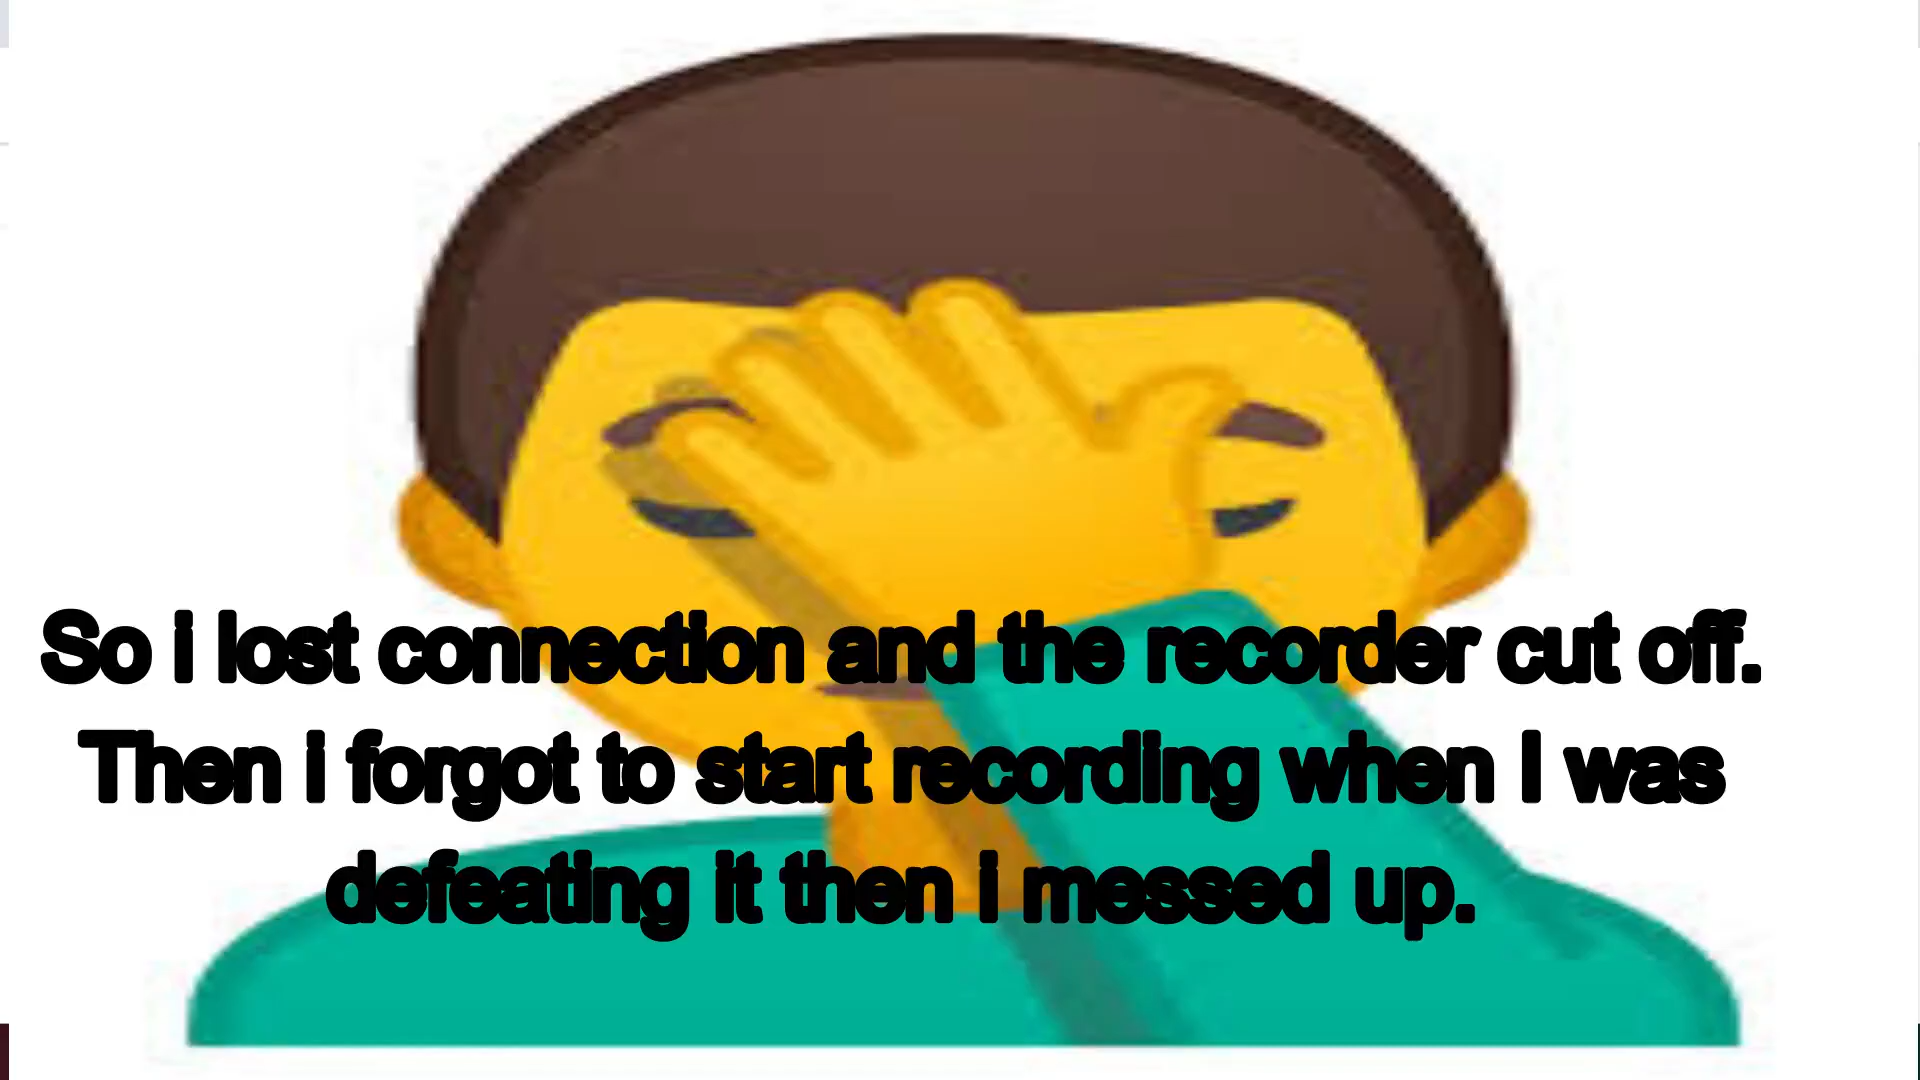 So i lost connection and the recorder cut off.
Then i forgot to start recording when I was
defeating it then i messed up.